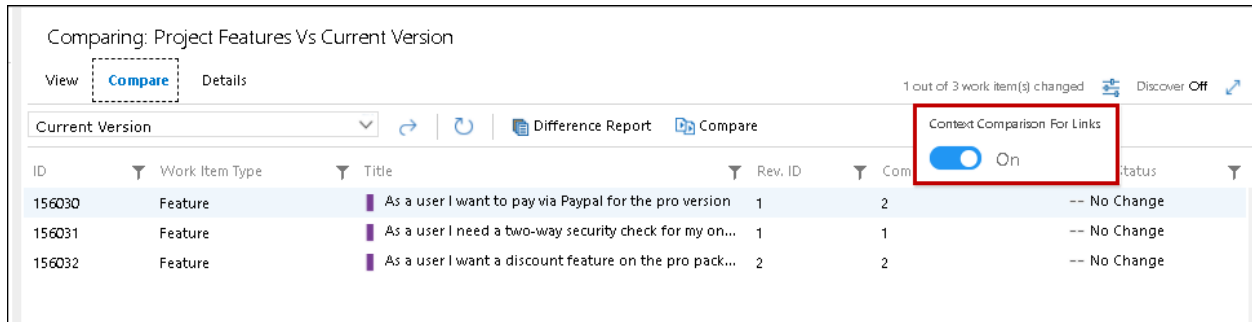 Comparing: Project Features Vs Current Version
View Compare Details 1 out of 3 work item(s) changed Discover Off
Current Version Difference Report Compare Context Comparison For Links
On
ID Work Item Type Title Rev. ID Com Status
156030 Feature As a user I want to pay via Paypal for the pro version 1 2 -- No Change
156031 Feature As a user I need a two-way security check for my on... 1 1 -- No Change
156032 Feature As a user I want a discount feature on the pro pack... 2 2 -- No Change